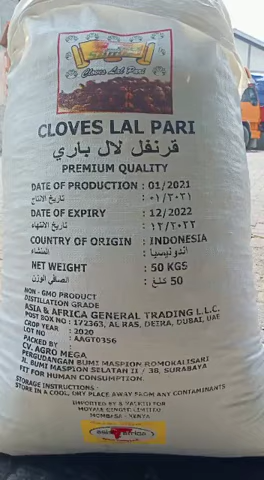 Cloves Lal Pari
CLOVES LAL PARI
قرنفل لال باري
PREMIUM QUALITY
DATE OF PRODUCTION : 01/2021
تاريخ الانتاج : ٠١/٢٠٢١
DATE OF EXPIRY : 12/2022
تاريخ الانتهاء : ١٢/٢٠٢٢
COUNTRY OF ORIGIN : INDONESIA
المنشاء : اندونيسيا
NET WEIGHT : 50 KGS
الصافي الوزن : 50 كلغ
NON - GMO PRODUCT
DISTILLATION GRADE
ASIA & AFRICA GENERAL TRADING L.L.C.
POST BOX NO : 172363, AL RAS, DEIRA, DUBAI, UAE
CROP YEAR : 2020
LOT NO : AAGT0356
PACKED BY :
CV. AGRO MEGA
PERGUDANGAN BUMI MASPION ROMOKALISARI
JL. BUMI MASPION SELATAN II / 38, SURABAYA
FIT FOR HUMAN CONSUMPTION.
STORAGE INSTRUCTIONS :
STORE IN A COOL, DRY PLACE AWAY FROM ANY CONTAMINANTS
IMPORTED BY & PACKED FOR
LIMITED
MOMBASA - KENYA
asia africa